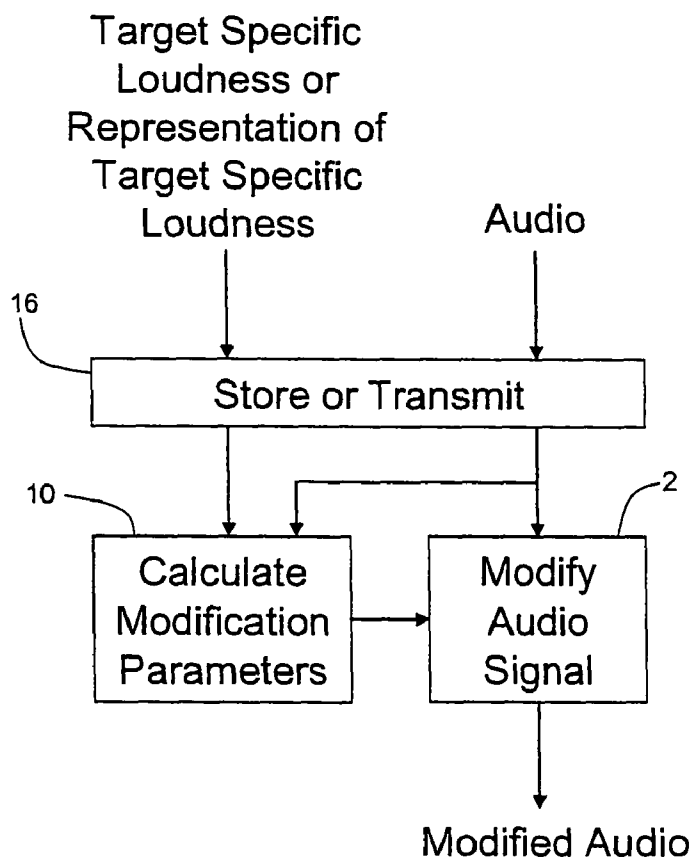 Target Specific
Loudness or
Representation of
Target Specific
Loudness
Audio
16
Store or Transmit
10
2
Calculate
Modification
Parameters
Modify
Audio
Signal
Modified Audio